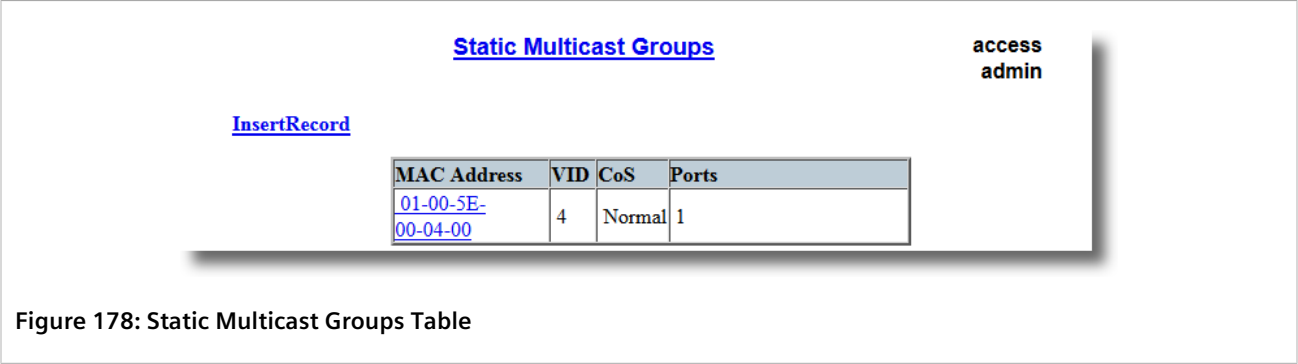 Static Multicast Groups
access
admin
InsertRecord
MAC Address VID CoS Ports
01-00-5E-
00-04-00
4 Normal 1
Figure 178: Static Multicast Groups Table